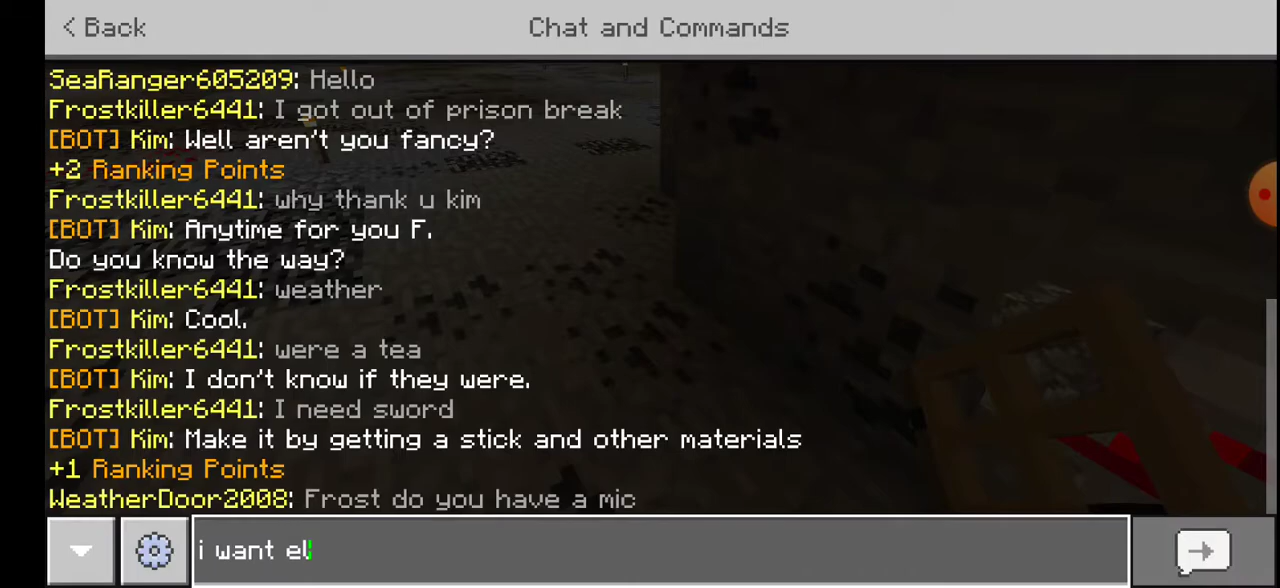 Back
Chat and Commands
SeaRanger605209: Hello
Frostkiller6441: I got out of prison break
[BOT] Kim: Well aren't you fancy?
+2 Ranking Points
Frostkiller6441: why thank u kim
[BOT] Kim: Anytime for you F.
Do you know the way?
Frostkiller6441: weather
[BOT] Kim: Cool.
Frostkiller6441: were a tea
[BOT] Kim: I don't know if they were.
Frostkiller6441: I need sword
[BOT] Kim: Make it by getting a stick and other materials
+1 Ranking Points
WeatherDoor2008: Frost do you have a mic
i want el